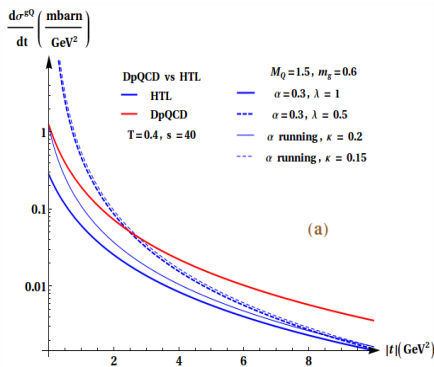 dσ^gQ/dt (mbarn/GeV²)
DpQCD vs HTL
HTL
DpQCD
T=0.4, s=40
M_Q=1.5, m_g=0.6
α=0.3, λ = 1
α=0.3, λ = 0.5
α running, κ = 0.2
α running, κ = 0.15
(a)
1
0.1
0.01
2 4 6 8
|t|(GeV²)